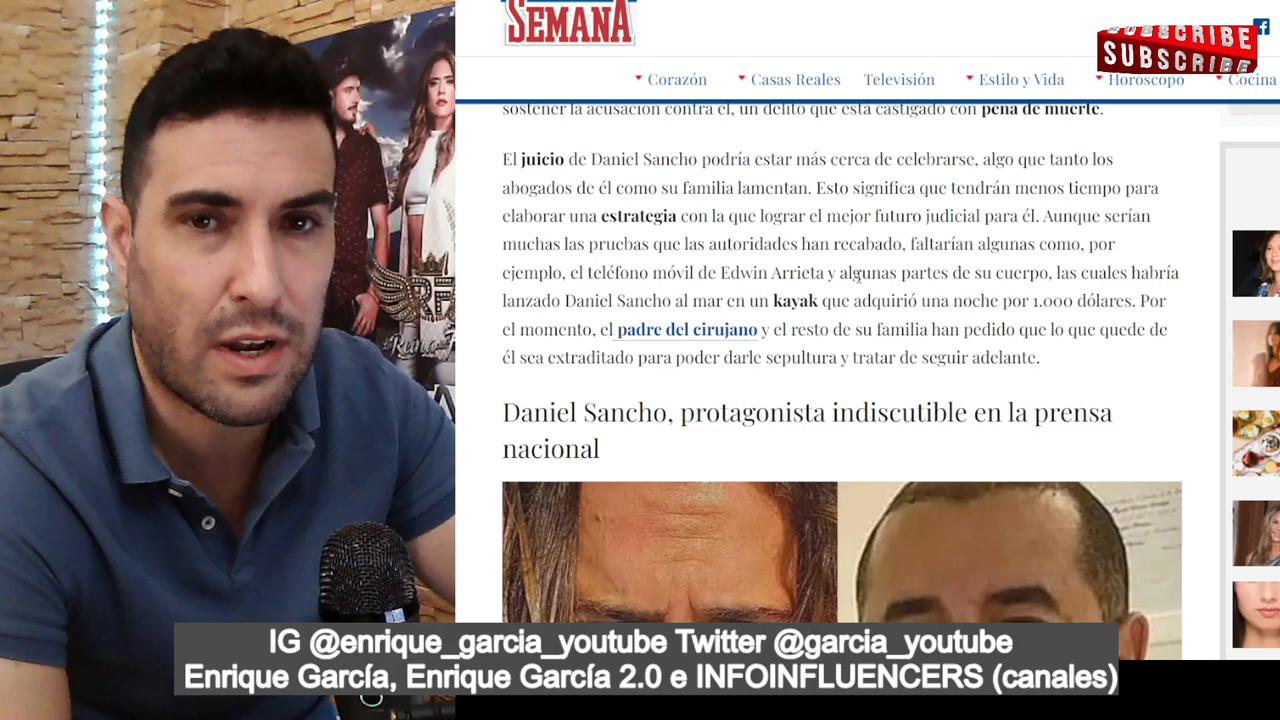 SEMANA
SUBSCRIBE
SUBSCRIBE
Corazón Casas Reales Televisión Estilo y Vida Horóscopo Cocina
sostener la acusación contra él, un delito que está castigado con pena de muerte.
El juicio de Daniel Sancho podría estar más cerca de celebrarse, algo que tanto los
abogados de él como su familia lamentan. Esto significa que tendrán menos tiempo para
elaborar una estrategia con la que lograr el mejor futuro judicial para él. Aunque serían
muchas las pruebas que las autoridades han recabado, faltarían algunas como, por
ejemplo, el teléfono móvil de Edwin Arrieta y algunas partes de su cuerpo, las cuales habría
lanzado Daniel Sancho al mar en un kayak que adquirió una noche por 1.000 dólares. Por
el momento, el padre del cirujano y el resto de su familia han pedido que lo que quede de
él sea extraditado para poder darle sepultura y tratar de seguir adelante.
Daniel Sancho, protagonista indiscutible en la prensa
nacional
IG @enrique_garcia_youtube Twitter @garcia_youtube
Enrique García, Enrique García 2.0 e INFOINFLUENCERS (canales)